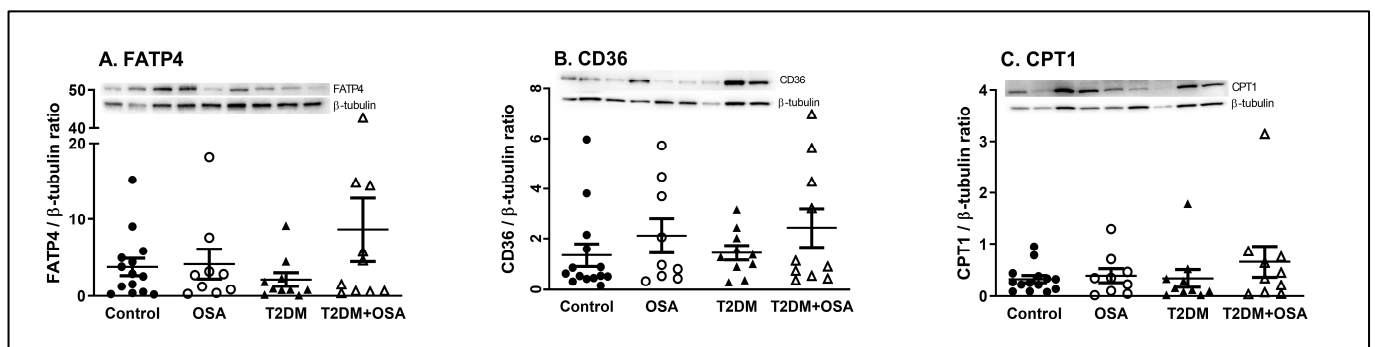 A. FATP4
FATP4
β-tubulin
FATP4 / β-tubulin ratio
50
40
20
10
0
Control OSA T2DM T2DM+OSA
B. CD36
CD36
β-tubulin
CD36 / β-tubulin ratio
8
6
4
2
0
Control OSA T2DM T2DM+OSA
C. CPT1
CPT1
β-tubulin
CPT1 / β-tubulin ratio
4
3
2
1
0
Control OSA T2DM T2DM+OSA